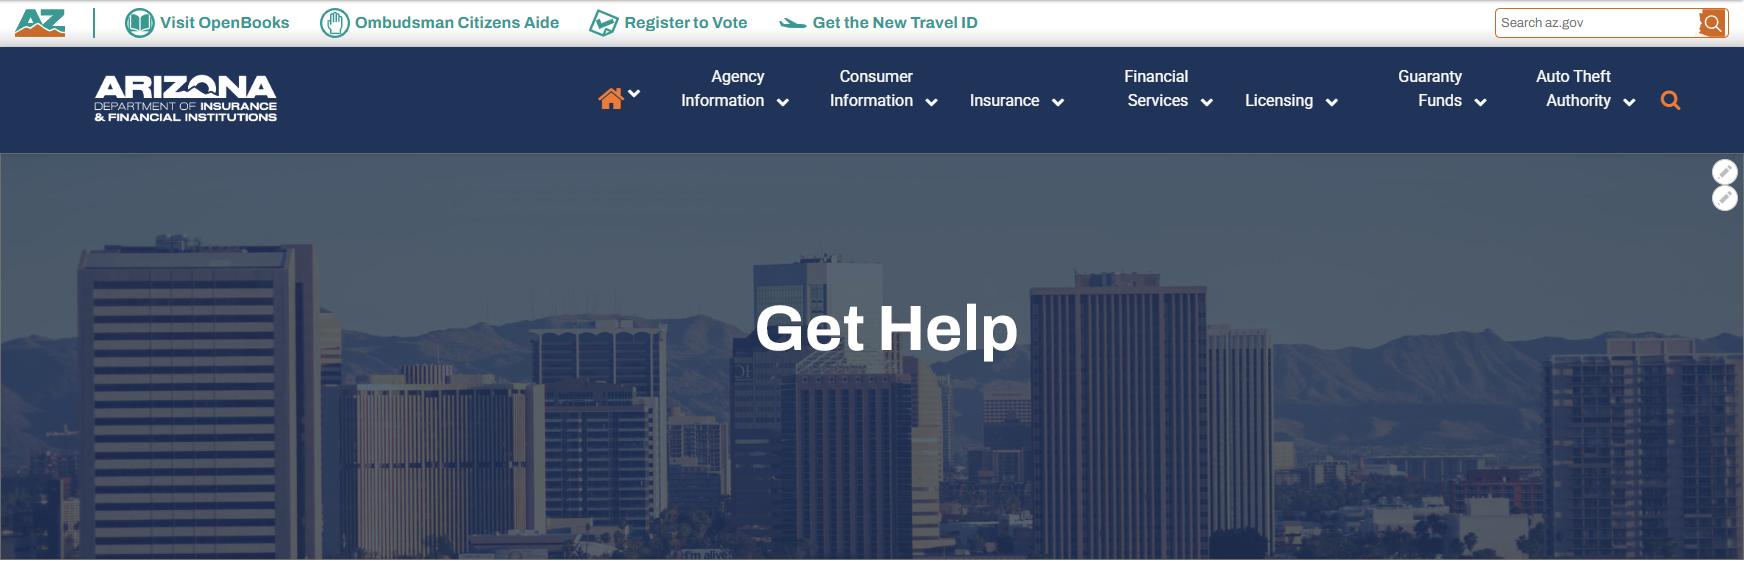 AZ
Visit OpenBooks
Ombudsman Citizens Aide
Register to Vote
Get the New Travel ID
Search az.gov
ARIZONA
DEPARTMENT OF INSURANCE
& FINANCIAL INSTITUTIONS
Agency
Information
Consumer
Information
Insurance
Financial
Services
Licensing
Guaranty
Funds
Auto Theft
Authority
Get Help
I'm alive